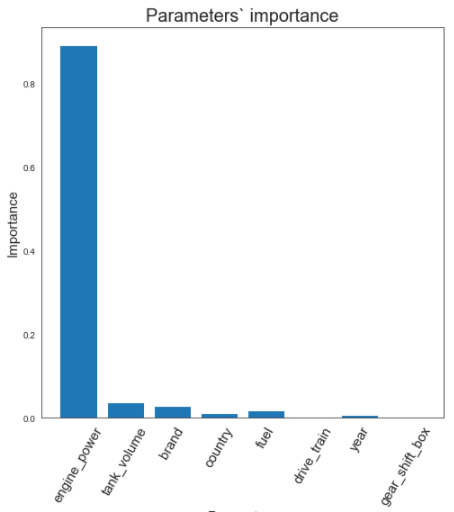 Parameters` importance
0.8
0.6
0.4
0.2
0.0
Importance
engine_power
tank_volume
brand
country
fuel
drive_train
year
gear_shift_box